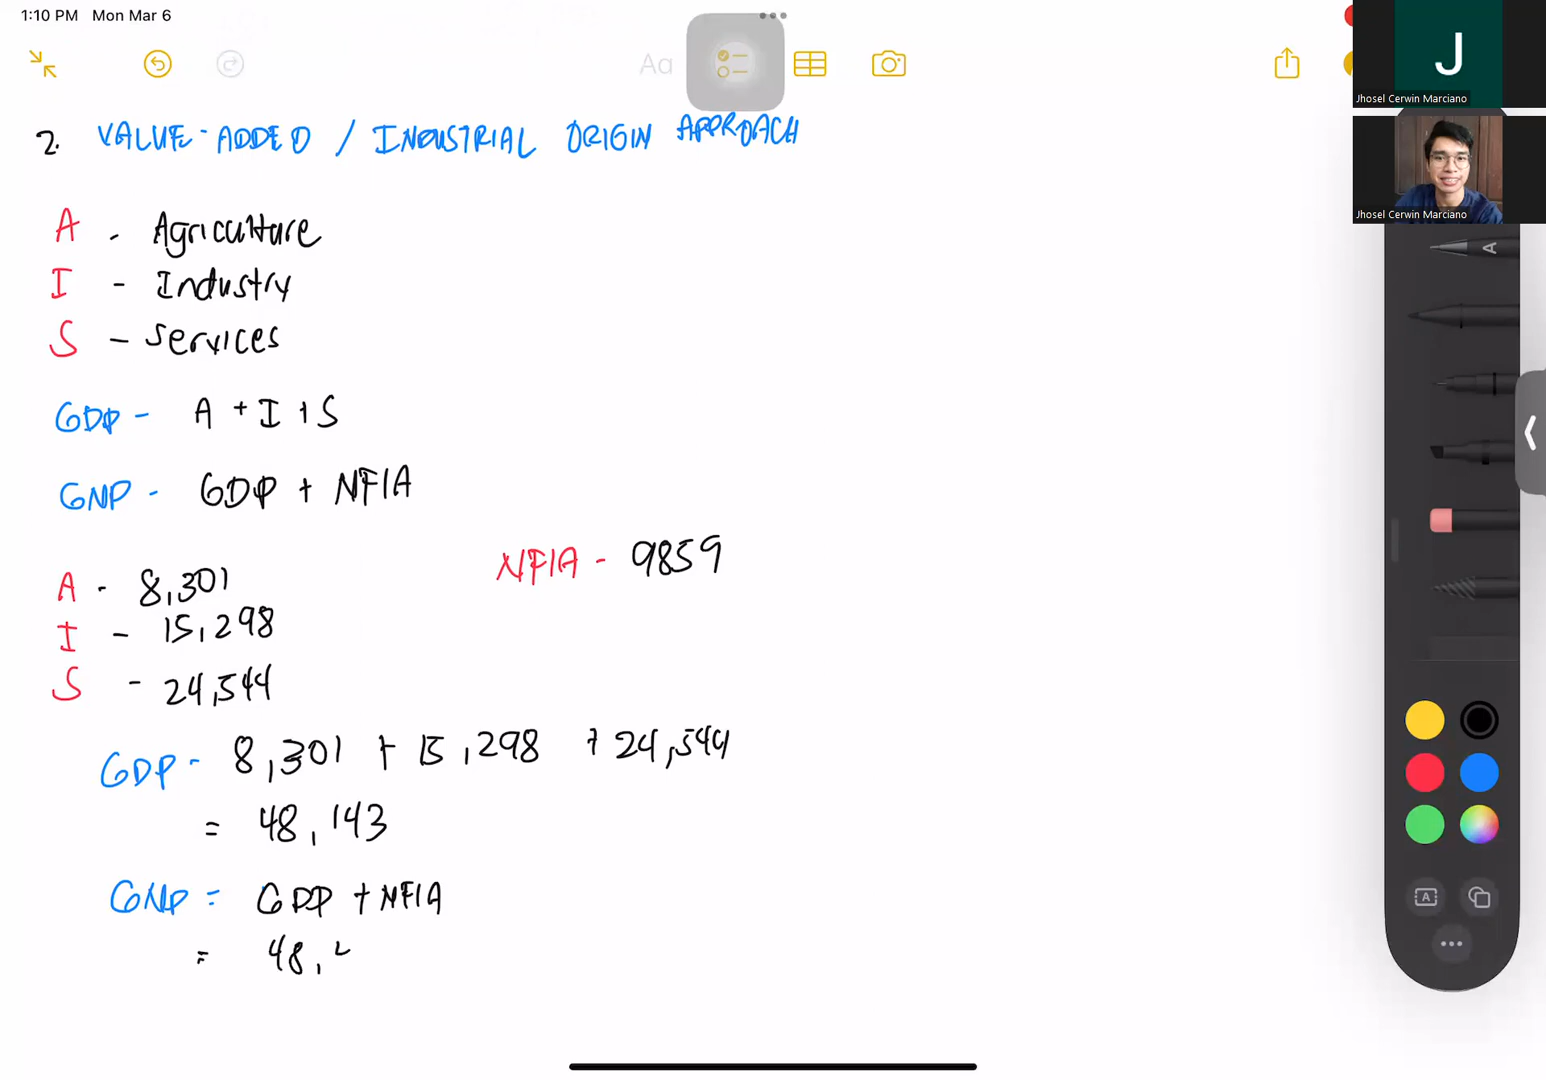 1:10 PM Mon Mar 6
Aa
J
Jhosel Cerwin Marciano
Jhosel Cerwin Marciano
2. VALUE-ADDED / INDUSTRIAL ORIGIN APPROACH
A - Agriculture
I - Industry
S - Services
GDP - A + I + S
GNP - GDP + NFIA
NFIA - 9859
A - 8,301
I - 15,298
S - 24,544
GDP - 8,301 + 15,298 + 24,544
= 48,143
GNP = GDP + NFIA
= 48,
A
A